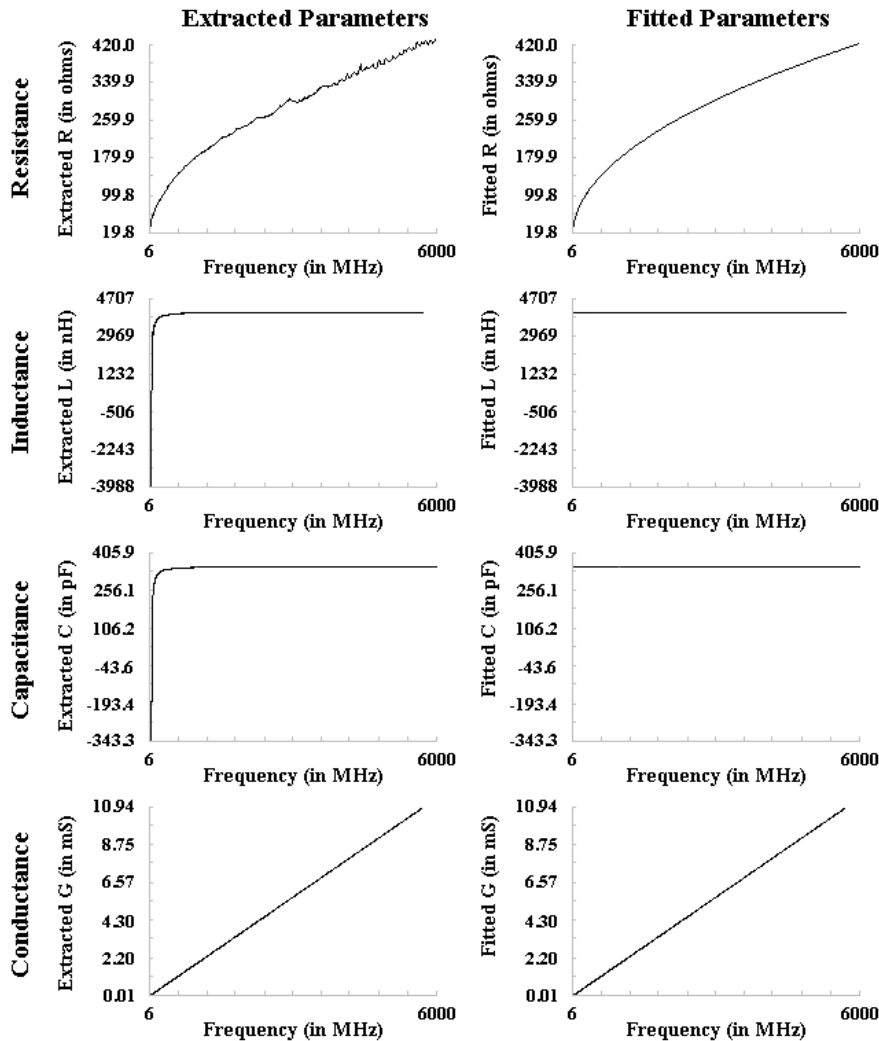 Extracted Parameters
Fitted Parameters
Resistance
Extracted R (in ohms)
420.0
339.9
259.9
179.9
99.8
19.8
6
6000
Frequency (in MHz)
Fitted R (in ohms)
420.0
339.9
259.9
179.9
99.8
19.8
6
6000
Frequency (in MHz)
Inductance
Extracted L (in nH)
4707
2969
1232
-506
-2243
-3988
6
6000
Frequency (in MHz)
Fitted L (in nH)
4707
2969
1232
-506
-2243
-3988
6
6000
Frequency (in MHz)
Capacitance
Extracted C (in pF)
405.9
256.1
106.2
-43.6
-193.4
-343.3
6
6000
Frequency (in MHz)
Fitted C (in pF)
405.9
256.1
106.2
-43.6
-193.4
-343.3
6
6000
Frequency (in MHz)
Conductance
Extracted G (in mS)
10.94
8.75
6.57
4.30
2.20
0.01
6
6000
Frequency (in MHz)
Fitted G (in mS)
10.94
8.75
6.57
4.30
2.20
0.01
6
6000
Frequency (in MHz)